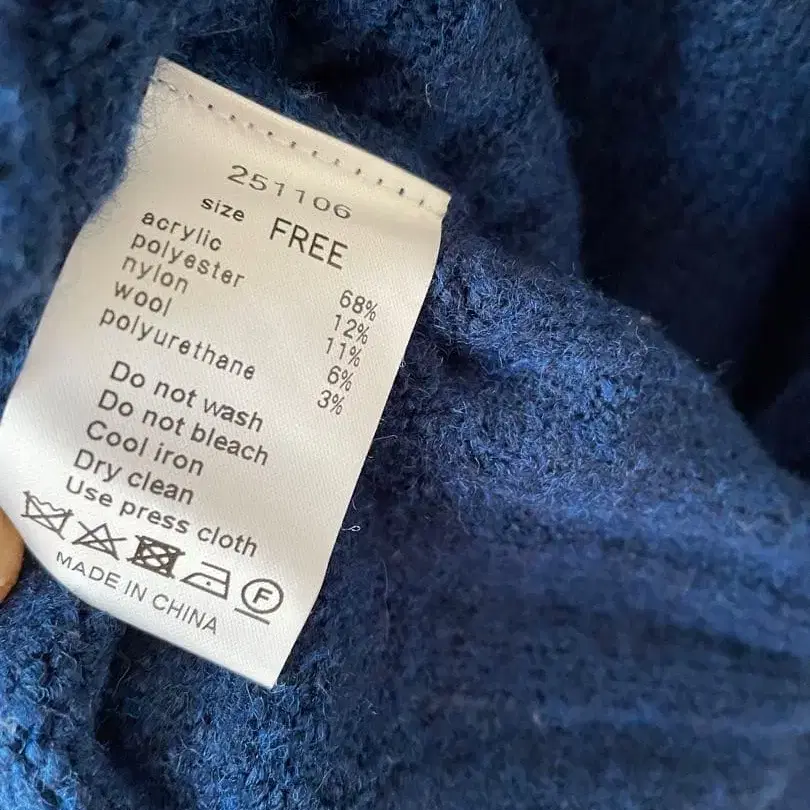 251106
size FREE
acrylic 68%
polyester 12%
nylon 11%
wool 6%
polyurethane 3%
Do not wash
Do not bleach
Cool iron
Dry clean
Use press cloth
F
MADE IN CHINA